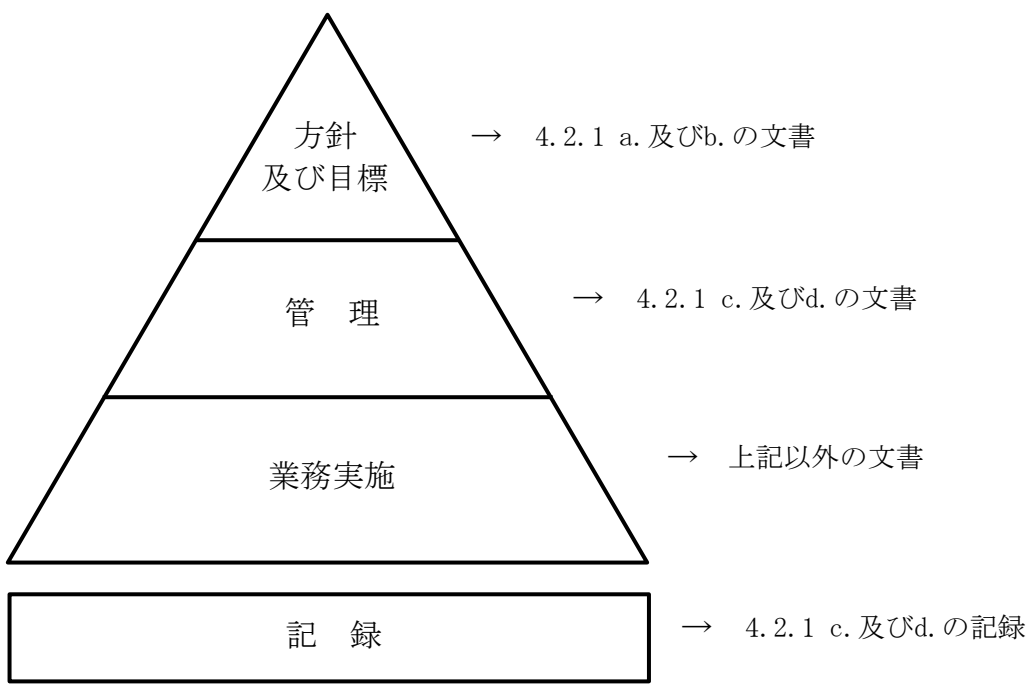 方針
及び目標
→ 4.2.1 a.及びb.の文書
管 理
→ 4.2.1 c.及びd.の文書
業務実施
→ 上記以外の文書
記 録
→ 4.2.1 c.及びd.の記録